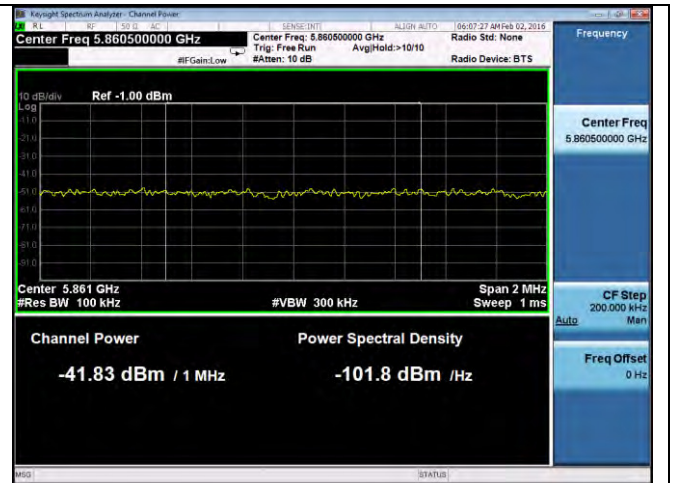 Keysight Spectrum Analyzer - Channel Power
RL RF 50 Ω AC SENSE:INT ALIGN AUTO 06:07:27 AM Feb 02, 2016
Center Freq 5.860500000 GHz
Center Freq: 5.860500000 GHz
Radio Std: None
Trig: Free Run Avg|Hold:>10/10
#IFGain:Low #Atten: 10 dB Radio Device: BTS
Frequency
10 dB/div Ref -1.00 dBm
Log
-11.0
-21.0
-31.0
-41.0
-51.0
-61.0
-71.0
-81.0
-91.0
Center 5.861 GHz Span 2 MHz
#Res BW 100 kHz #VBW 300 kHz Sweep 1 ms
Channel Power Power Spectral Density
-41.83 dBm / 1 MHz -101.8 dBm /Hz
Center Freq
5.860500000 GHz
CF Step
200.000 kHz
Auto Man
Freq Offset
0 Hz
MSG STATUS